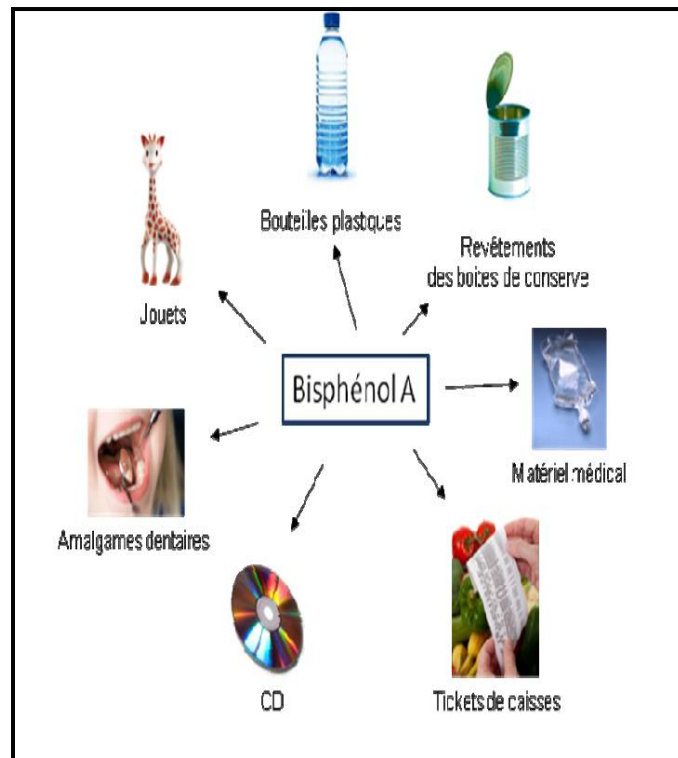 Bouteilles plastiques
Revêtements
des boites de conserve
Jouets
Bisphénol A
Matériel médical
Amalgames dentaires
CD
Tickets de caisses